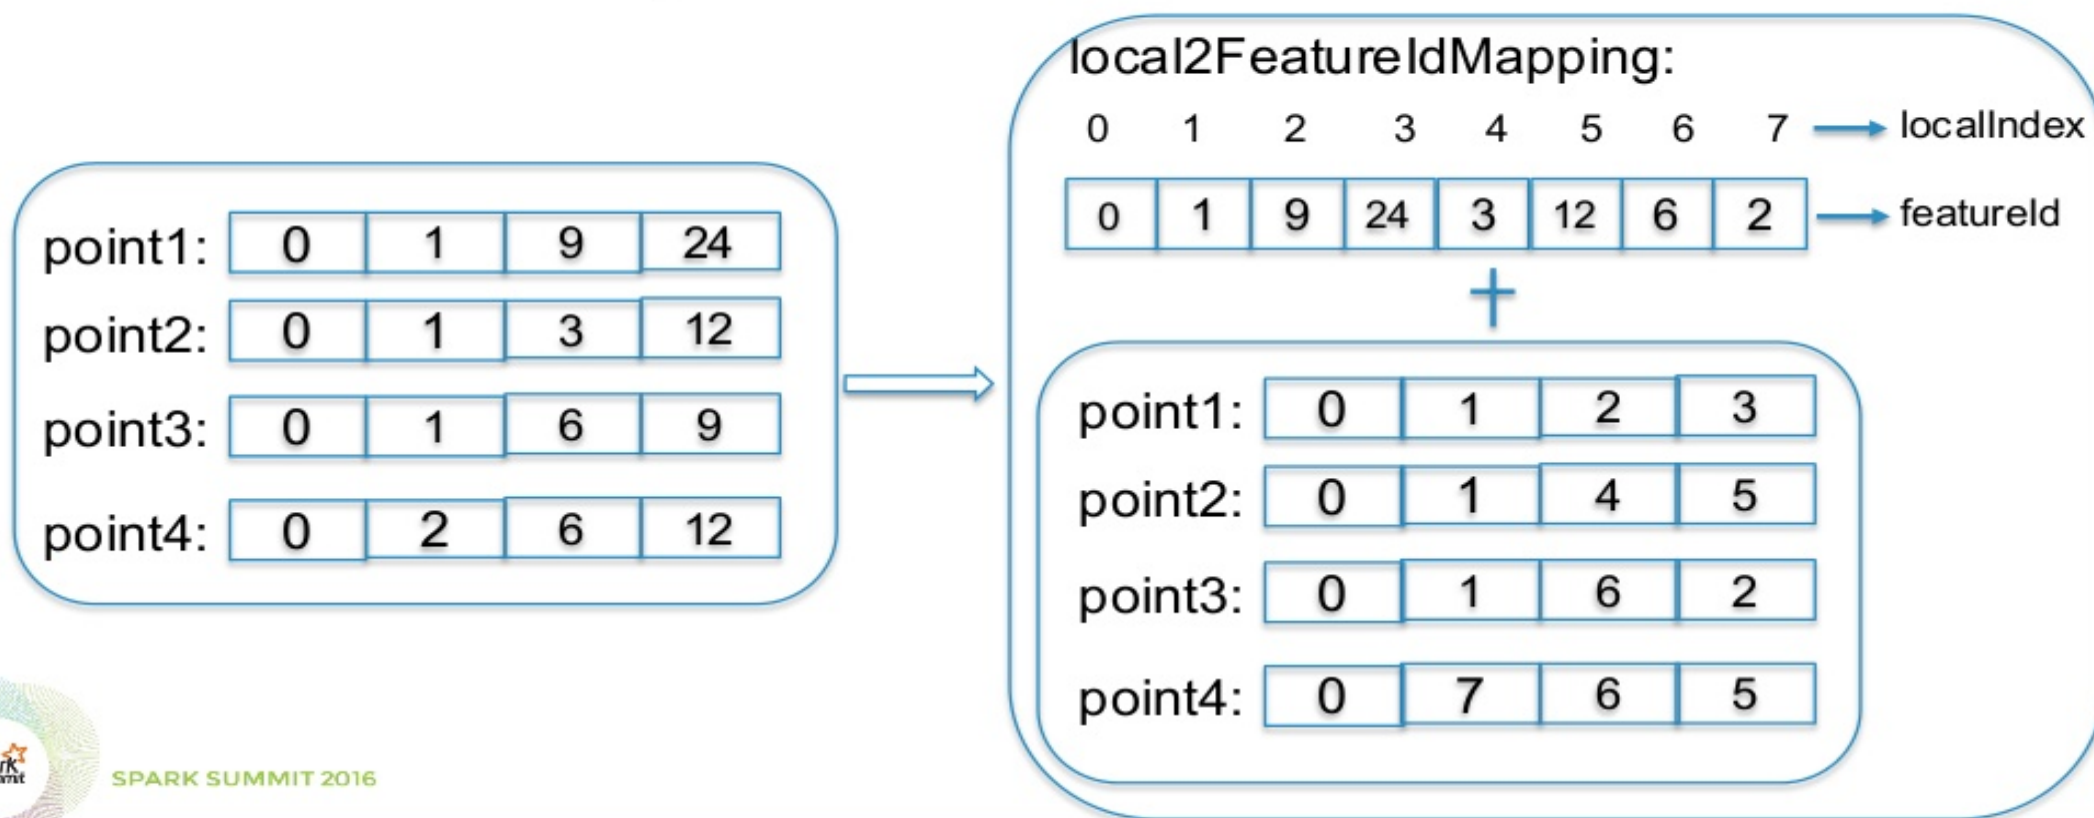 point1: 0 1 9 24
point2: 0 1 3 12
point3: 0 1 6 9
point4: 0 2 6 12
local2FeatureIdMapping:
0 1 2 3 4 5 6 7 localIndex
0 1 9 24 3 12 6 2 featureId
+
point1: 0 1 2 3
point2: 0 1 4 5
point3: 0 1 6 2
point4: 0 7 6 5
SPARK SUMMIT 2016